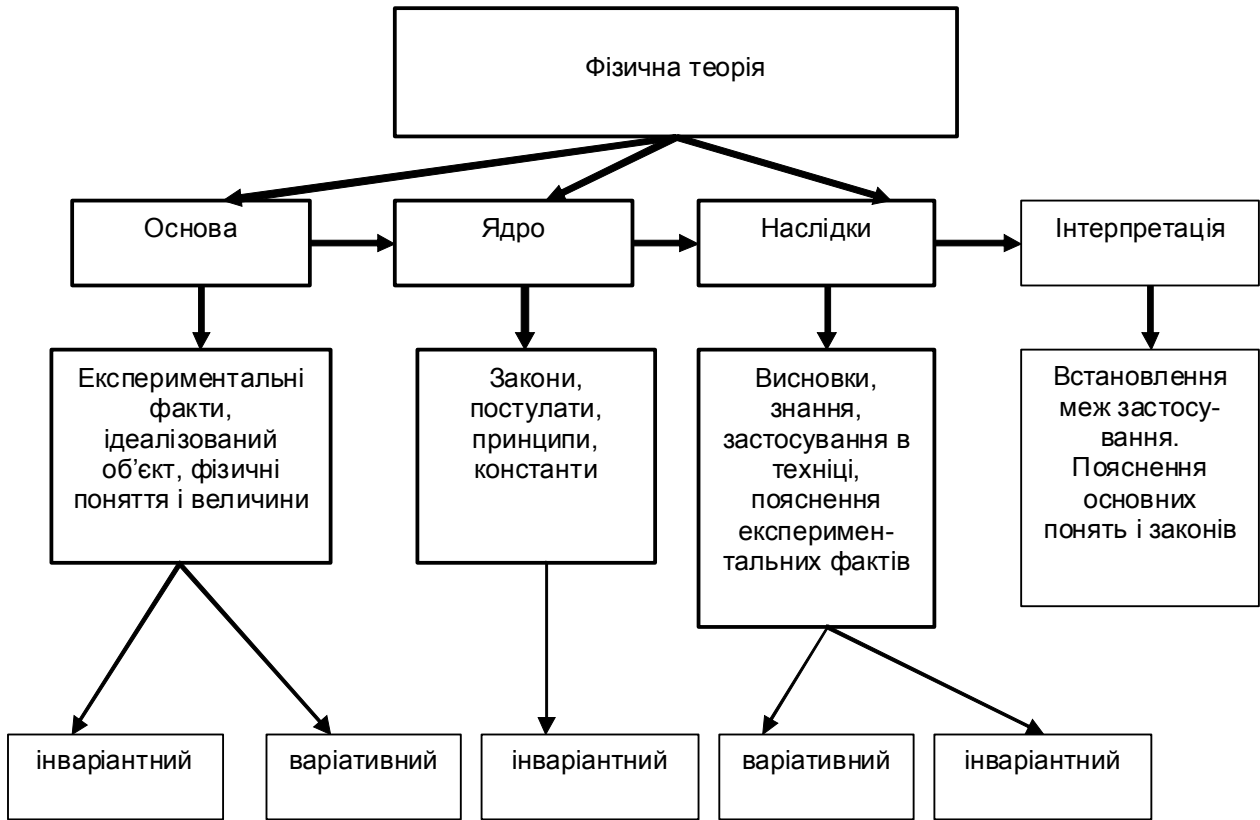 Фізична теорія
Основа
Ядро
Наслідки
Інтерпретація
Експериментальні
факти,
ідеалізований
об’єкт, фізичні
поняття і величини
Закони,
постулати,
принципи,
константи
Висновки,
знання,
застосування в
техніці,
пояснення
експеримен-
тальних фактів
Встановлення
меж застосу-
вання.
Пояснення
основних
понять і законів
інваріантний
варіативний
інваріантний
варіативний
інваріантний